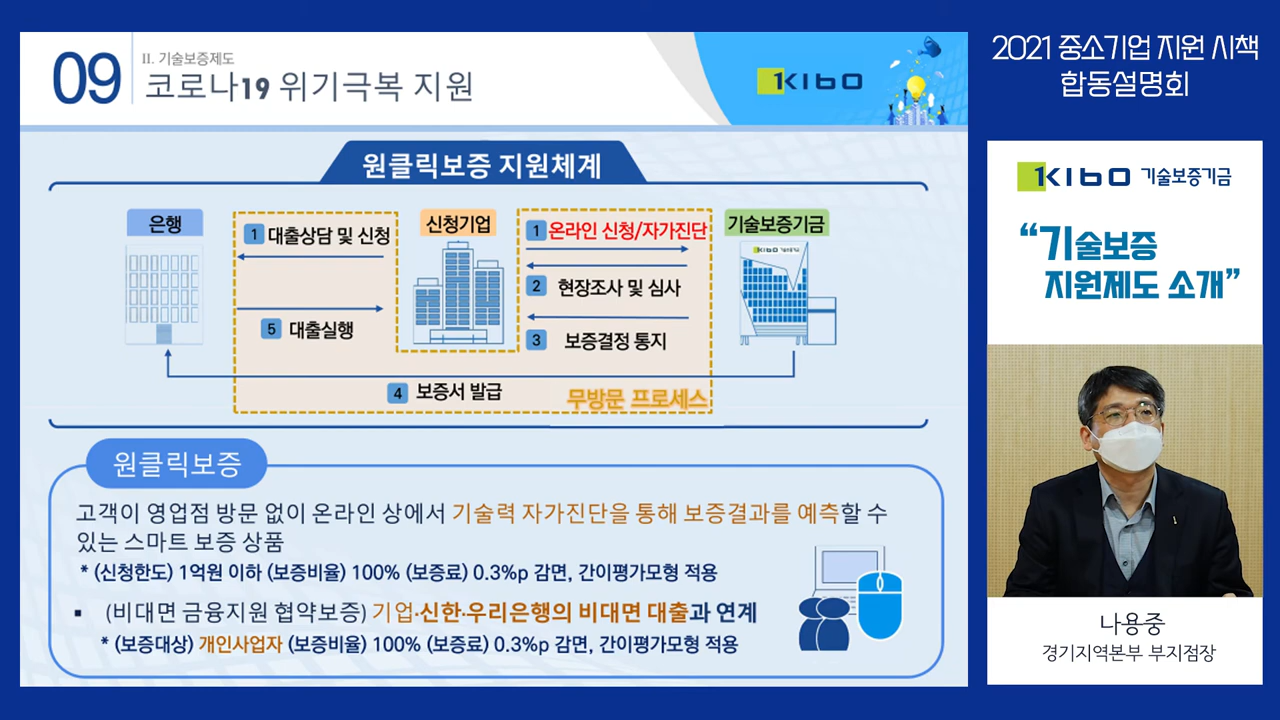 09
II. 기술보증제도
코로나19 위기극복 지원
1KIBO
원클릭보증 지원체계
은행
신청기업
기술보증기금
1 대출상담 및 신청
1 온라인 신청/자가진단
KIBO
2 현장조사 및 심사
5 대출실행
3 보증결정 통지
4 보증서 발급
무방문 프로세스
원클릭보증
고객이 영업점 방문 없이 온라인 상에서 기술력 자가진단을 통해 보증결과를 예측할 수
있는 스마트 보증 상품
* (신청한도) 1억원 이하 (보증비율) 100% (보증료) 0.3%p 감면, 간이평가모형 적용
▪ (비대면 금융지원 협약보증) 기업·신한·우리은행의 비대면 대출과 연계
* (보증대상) 개인사업자 (보증비율) 100% (보증료) 0.3%p 감면, 간이평가모형 적용
2021 중소기업 지원 시책
합동설명회
1KIBO 기술보증기금
“기술보증
지원제도 소개”
나용중
경기지역본부 부지점장